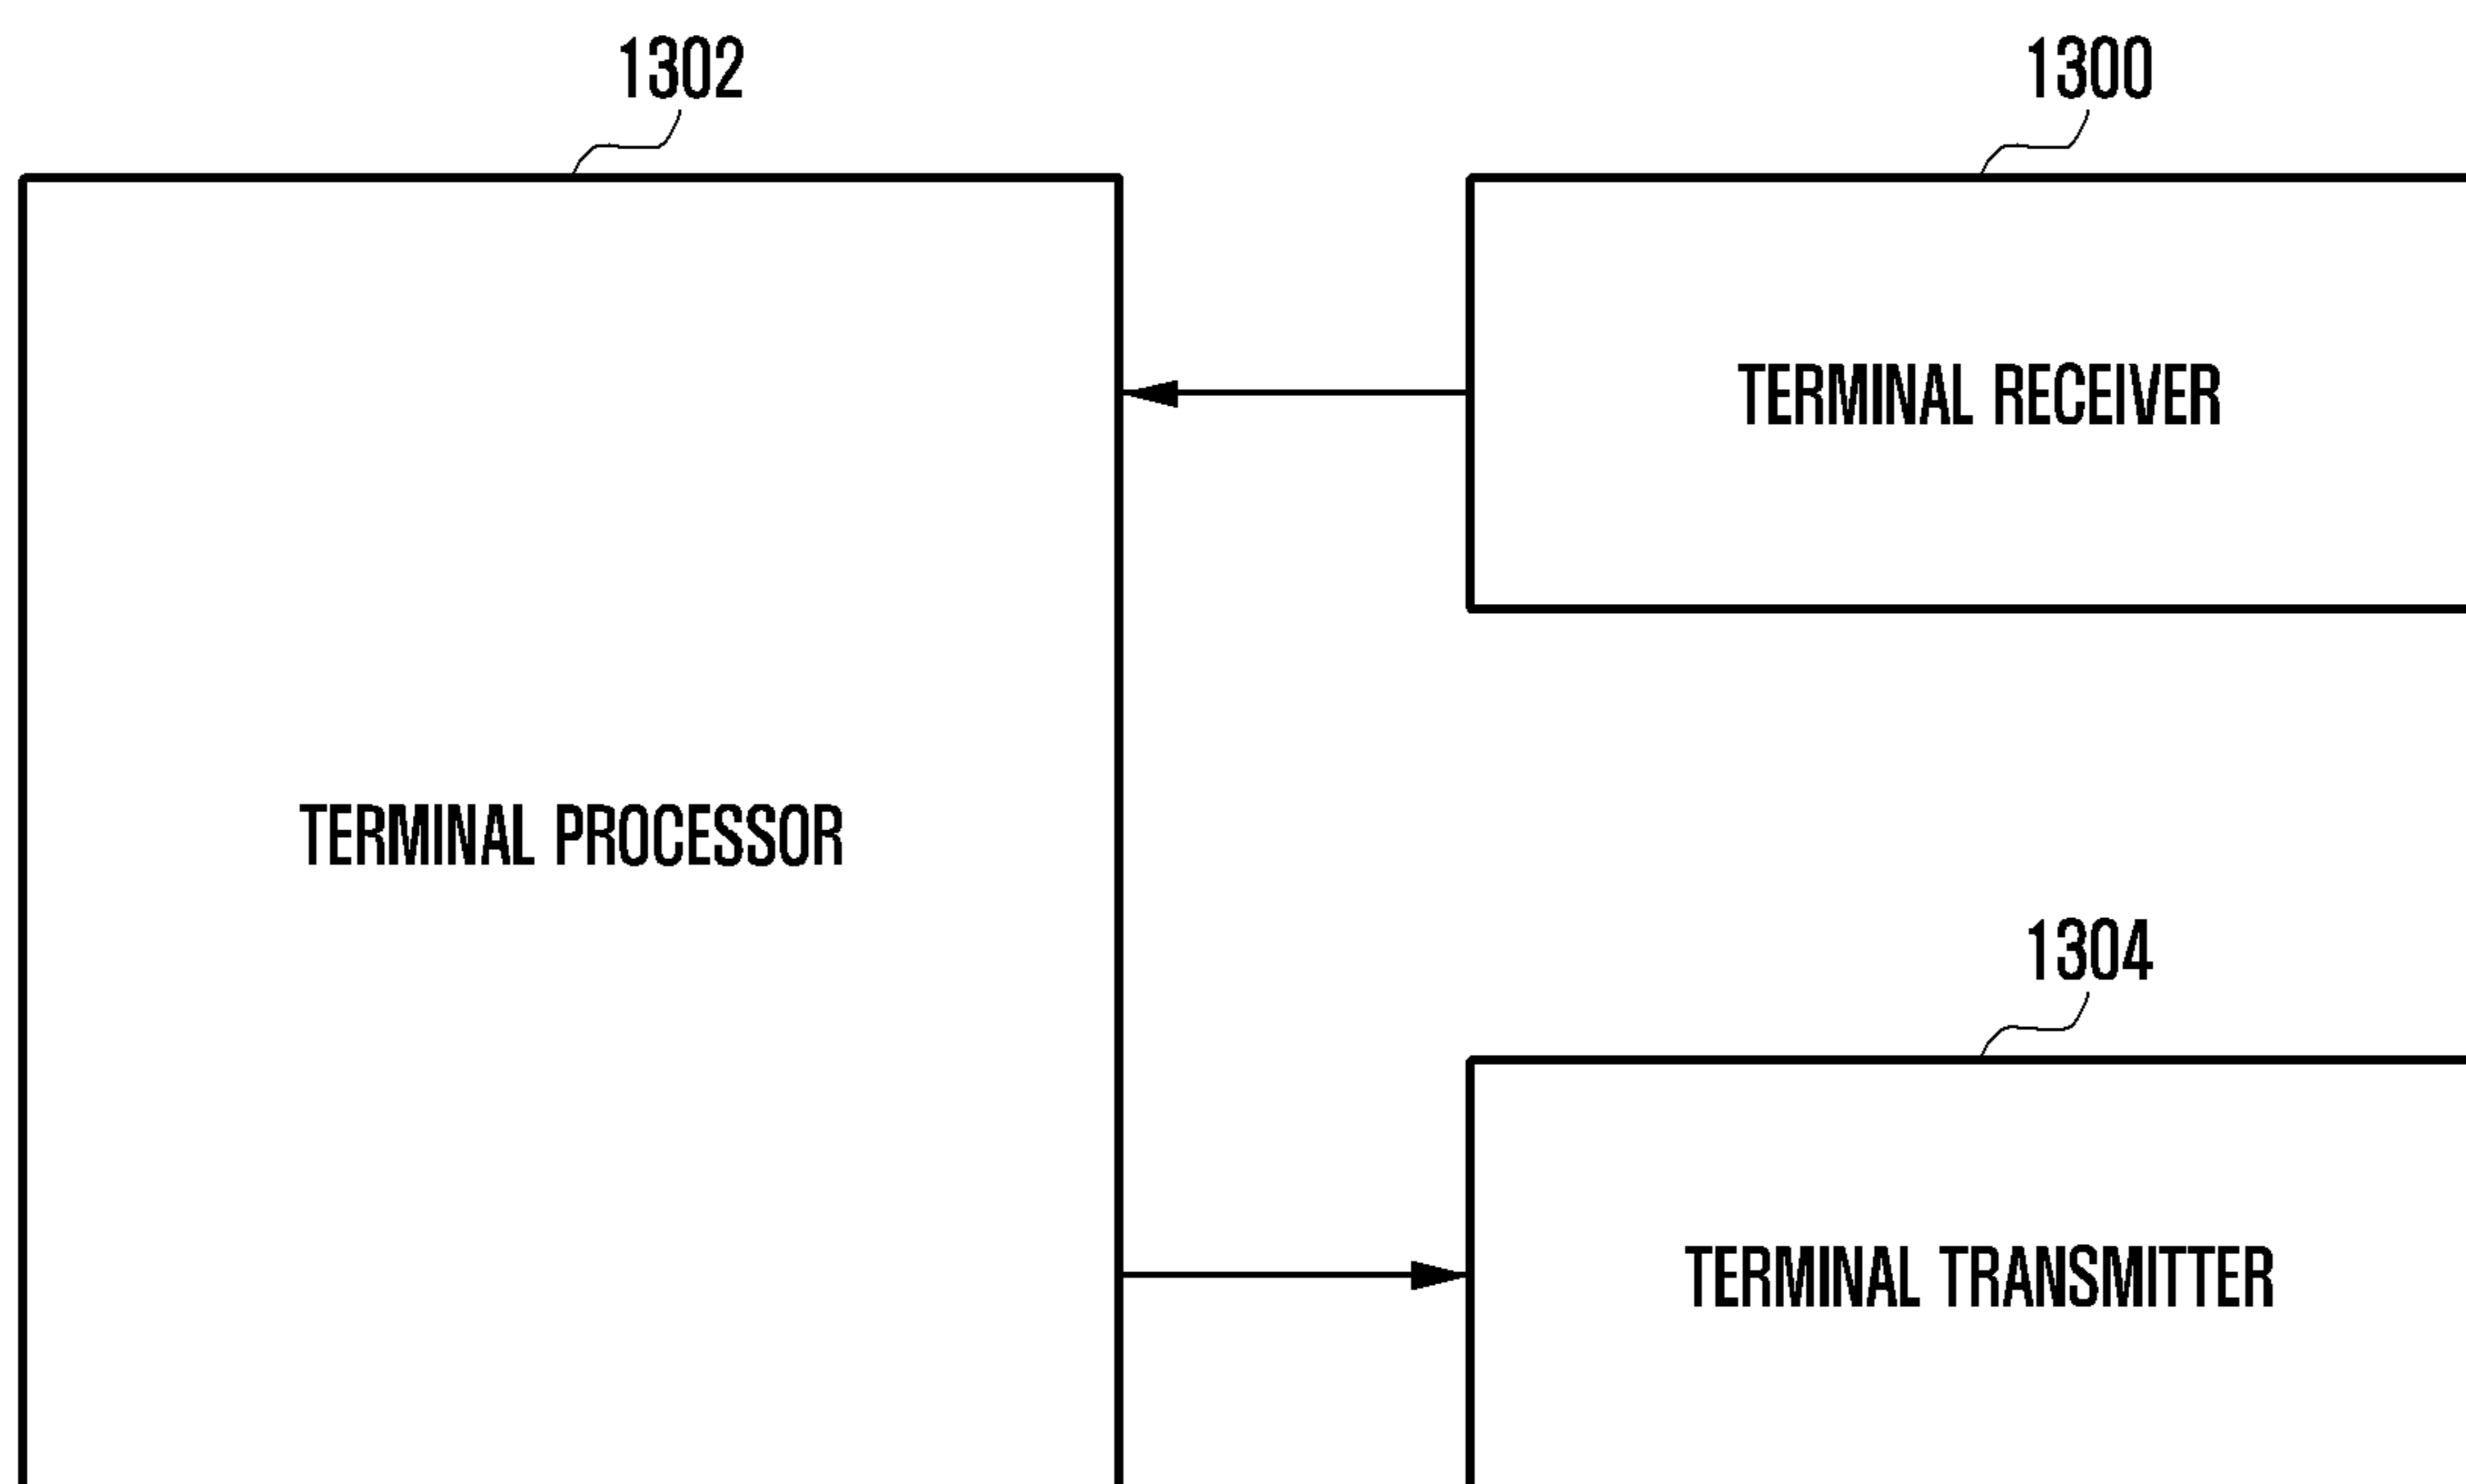 1302
1300
TERMINAL RECEIVER
TERMINAL PROCESSOR
1304
TERMINAL TRANSMITTER